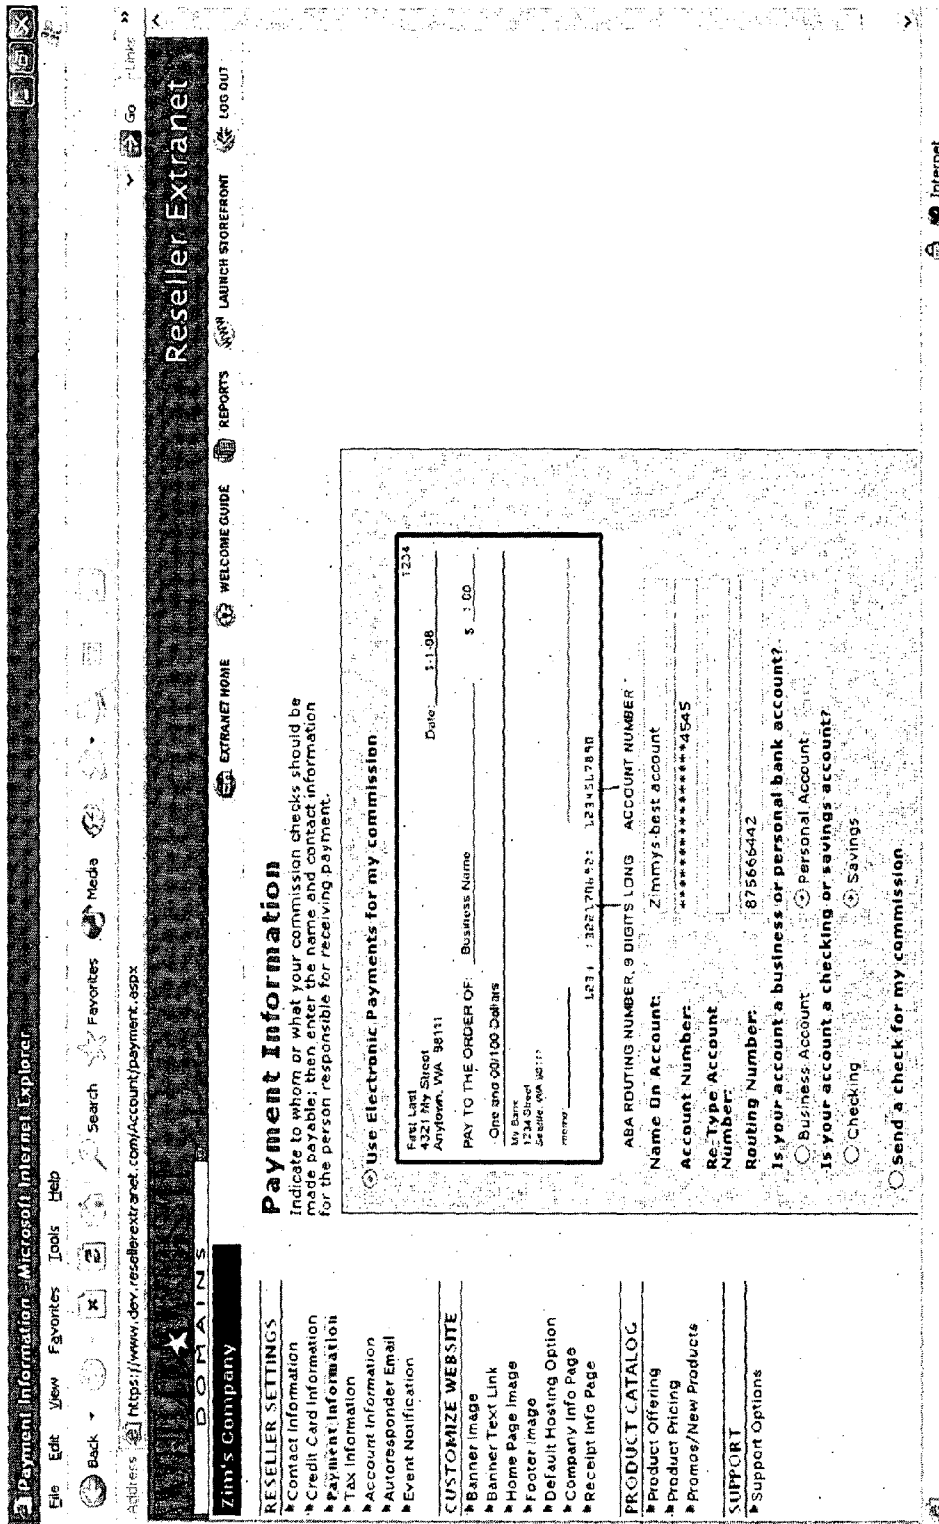 Payment Information - Microsoft Internet Explorer
File Edit View Favorites Tools Help
Back Search Favorites Media
Address https://www.dev.resellerextranet.com/Account/payment.aspx Go Links
DOMAINS
Reseller Extranet
Zim's Company
EXTRANET HOME WELCOME GUIDE REPORTS LAUNCH STOREFRONT LOG OUT
RESELLER SETTINGS
Contact Information
Credit Card Information
Payment Information
Tax Information
Account Information
Autoresponder Email
Event Notification
CUSTOMIZE WEBSITE
Banner Image
Banner Text Link
Home Page Image
Footer Image
Default Hosting Option
Company Info Page
Receipt Info Page
PRODUCT CATALOG
Product Offering
Product Pricing
Promos/New Products
SUPPORT
Support Options
Payment Information
Indicate to whom or what your commission checks should be
made payable; then enter the name and contact information
for the person responsible for receiving payment.
Use Electronic Payments for my commission
1234
First Last
4321 My Street
Anytown, WA 98111
Date
PAY TO THE ORDER OF Business Name $ 1.00
One and 00/100 Dollars
My Bank
1234 Street
memo
1234 1234567890
ABA ROUTING NUMBER, 9 DIGITS LONG ACCOUNT NUMBER
Name On Account: Zimmys best account
Account Number: ****************4545
Re-Type Account
Number:
Routing Number: 875666442
Is your account a business or personal bank account?
Business Account Personal Account
Is your account a checking or savings account?
Checking Savings
Send a check for my commission
Internet